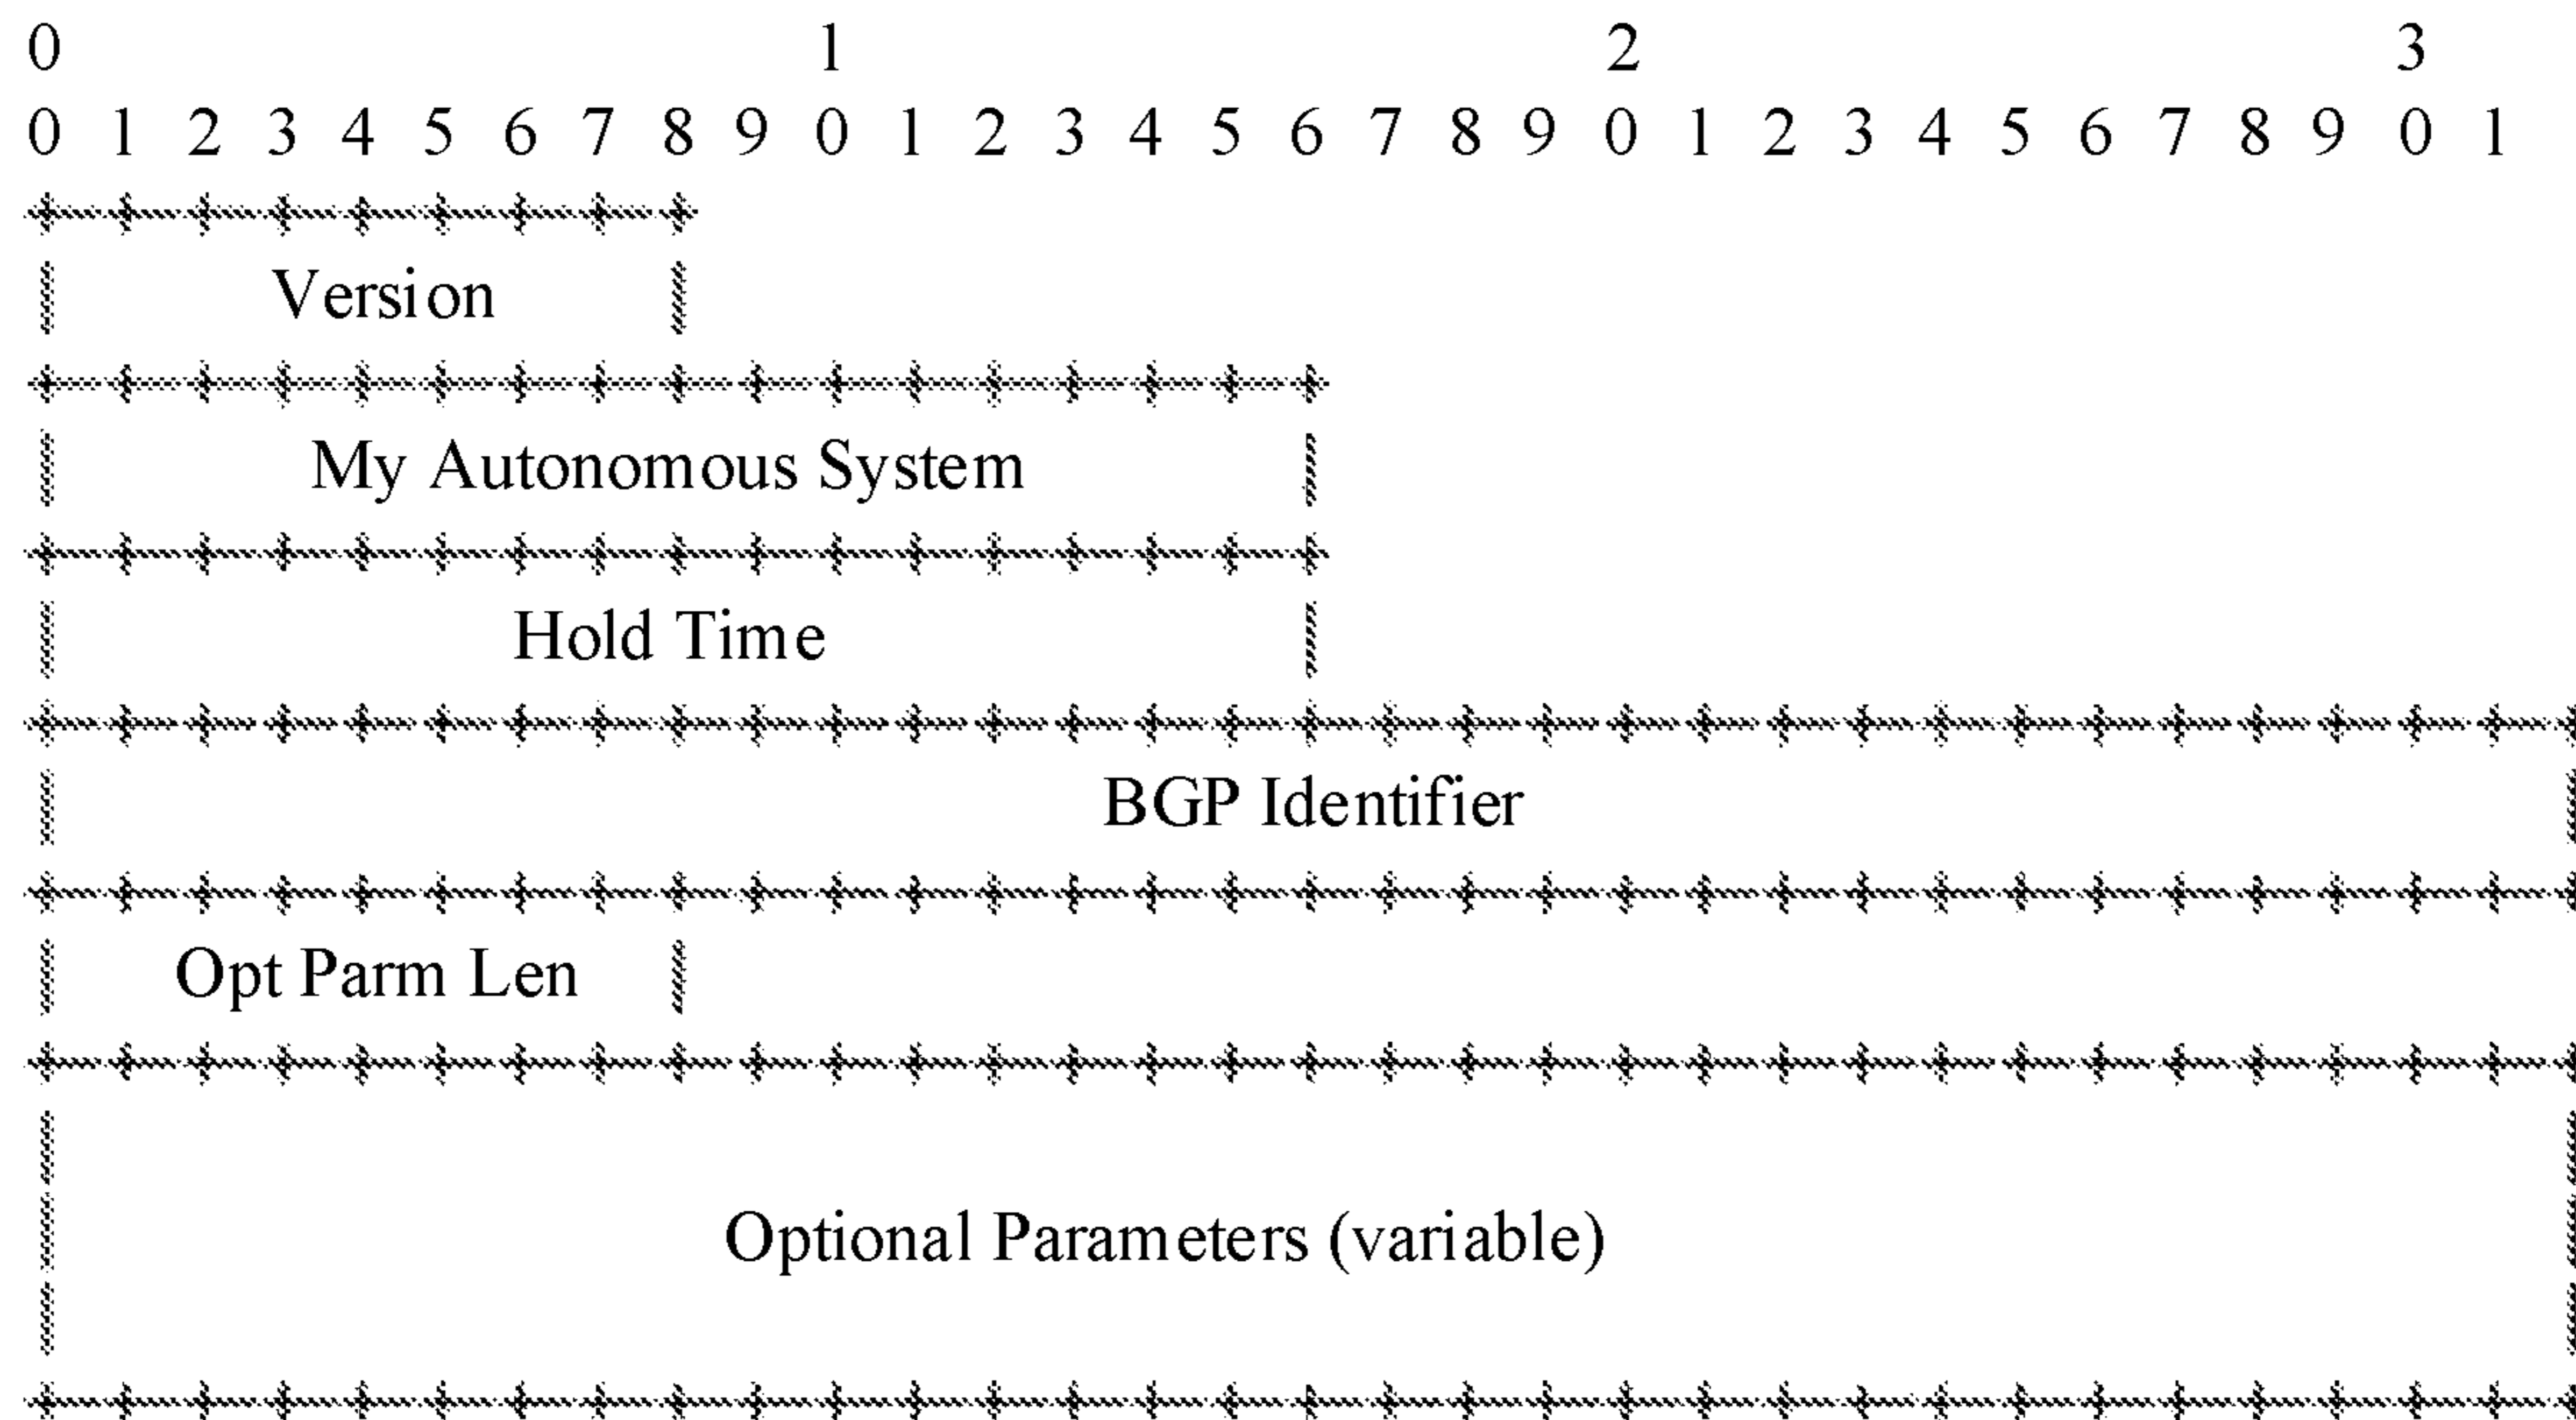 0 1 2 3
0 1 2 3 4 5 6 7 8 9 0 1 2 3 4 5 6 7 8 9 0 1 2 3 4 5 6 7 8 9 0 1
Version
My Autonomous System
Hold Time
BGP Identifier
Opt Parm Len
Optional Parameters (variable)